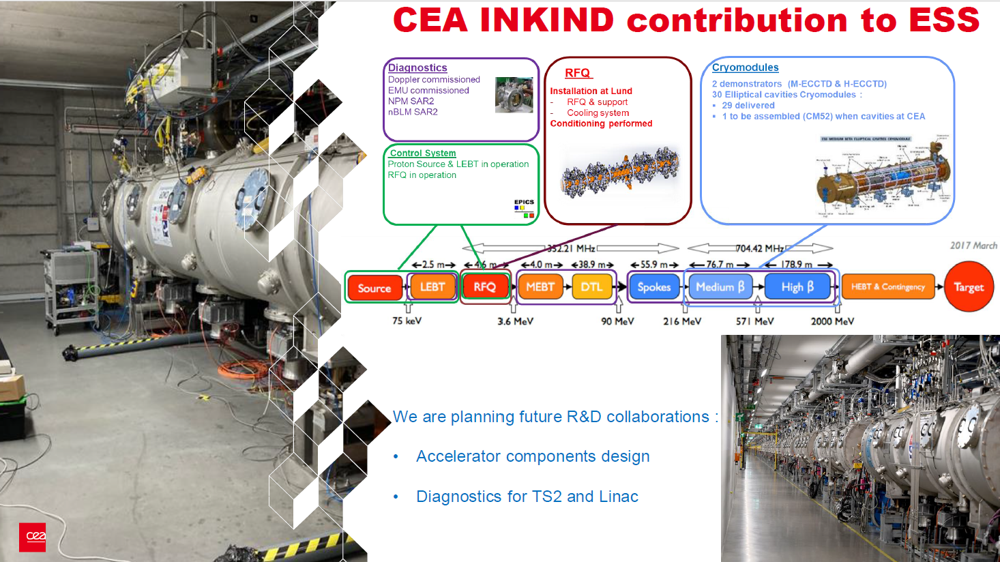 CEA INKIND contribution to ESS
Diagnostics
Doppler commissioned
EMU commissioned
NPM SAR2
nBLM SAR2
Control System
Proton Source & LEBT in operation
RFQ in operation
EPICS
RFQ
Installation at Lund
- RFQ & support
- Cooling system
Conditioning performed
Cryomodules
2 demonstrators (M-ECCTD & H-ECCTD)
30 Elliptical cavities Cryomodules :
▪ 29 delivered
▪ 1 to be assembled (CM52) when cavities at CEA
ESS MEDIUM BETA ELLIPTICAL CAVITIES CRYOMODULE
352.21 MHz 704.42 MHz 2017 March
2.5 m 4.6 m 4.0 m 38.9 m 55.9 m 76.7 m 178.9 m
Source LEBT RFQ MEBT DTL Spokes Medium β High β HEBT & Contingency Target
75 keV 3.6 MeV 90 MeV 216 MeV 571 MeV 2000 MeV
We are planning future R&D collaborations :
• Accelerator components design
• Diagnostics for TS2 and Linac
cea